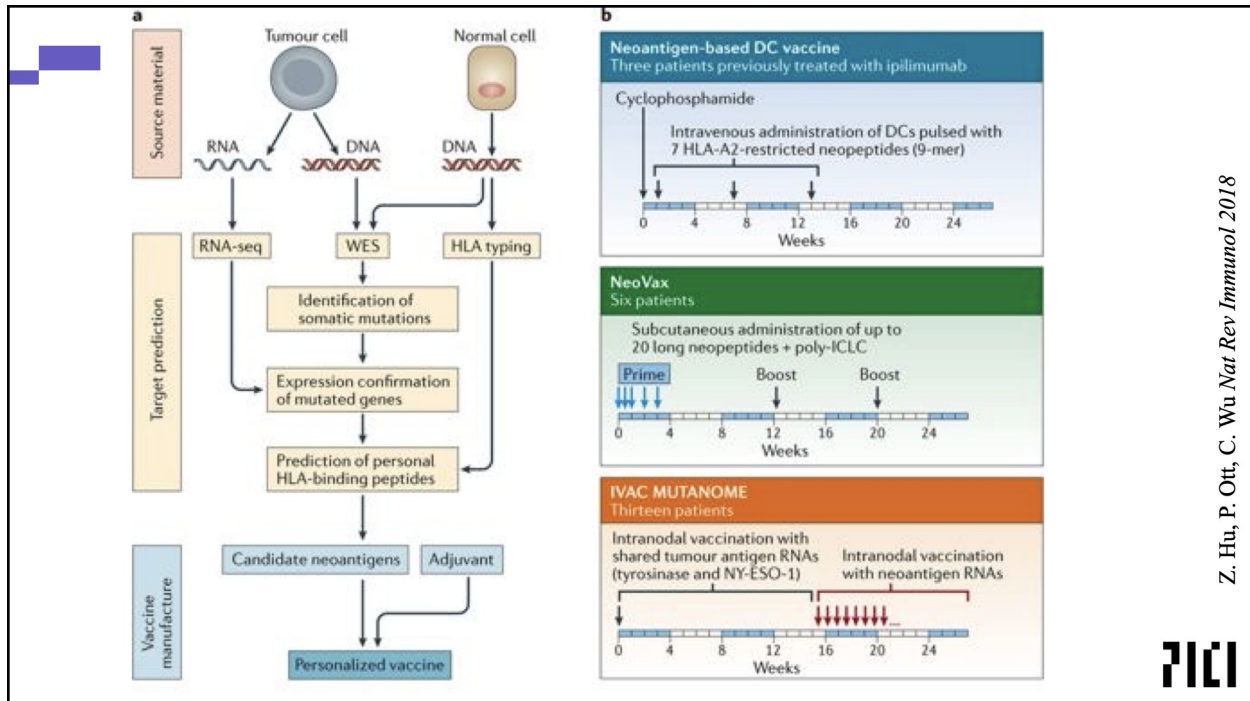 a
Source material
Tumour cell
Normal cell
RNA
DNA
DNA
Target prediction
RNA-seq
WES
HLA typing
Identification of
somatic mutations
Expression confirmation
of mutated genes
Prediction of personal
HLA-binding peptides
Vaccine
manufacture
Candidate neoantigens
Adjuvant
Personalized vaccine
b
Neoantigen-based DC vaccine
Three patients previously treated with ipilimumab
Cyclophosphamide
Intravenous administration of DCs pulsed with
7 HLA-A2-restricted neopeptides (9-mer)
0 4 8 12 16 20 24
Weeks
NeoVax
Six patients
Subcutaneous administration of up to
20 long neopeptides + poly-ICLC
Prime
Boost
Boost
0 4 8 12 16 20 24
Weeks
IVAC MUTANOME
Thirteen patients
Intranodal vaccination with
shared tumour antigen RNAs
(tyrosinase and NY-ESO-1)
Intranodal vaccination
with neoantigen RNAs
...
0 4 8 12 16 20 24
Weeks
Z. Hu, P. Ott, C. Wu Nat Rev Immunol 2018
PICI